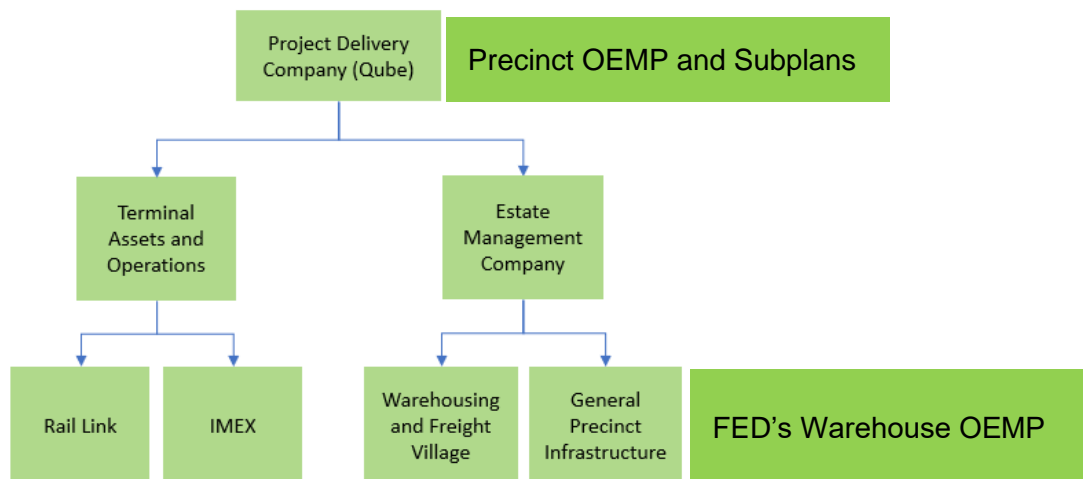 Project Delivery
Company (Qube)
Precinct OEMP and Subplans
Terminal
Assets and
Operations
Estate
Management
Company
Rail Link
IMEX
Warehousing
and Freight
Village
General
Precinct
Infrastructure
FED’s Warehouse OEMP